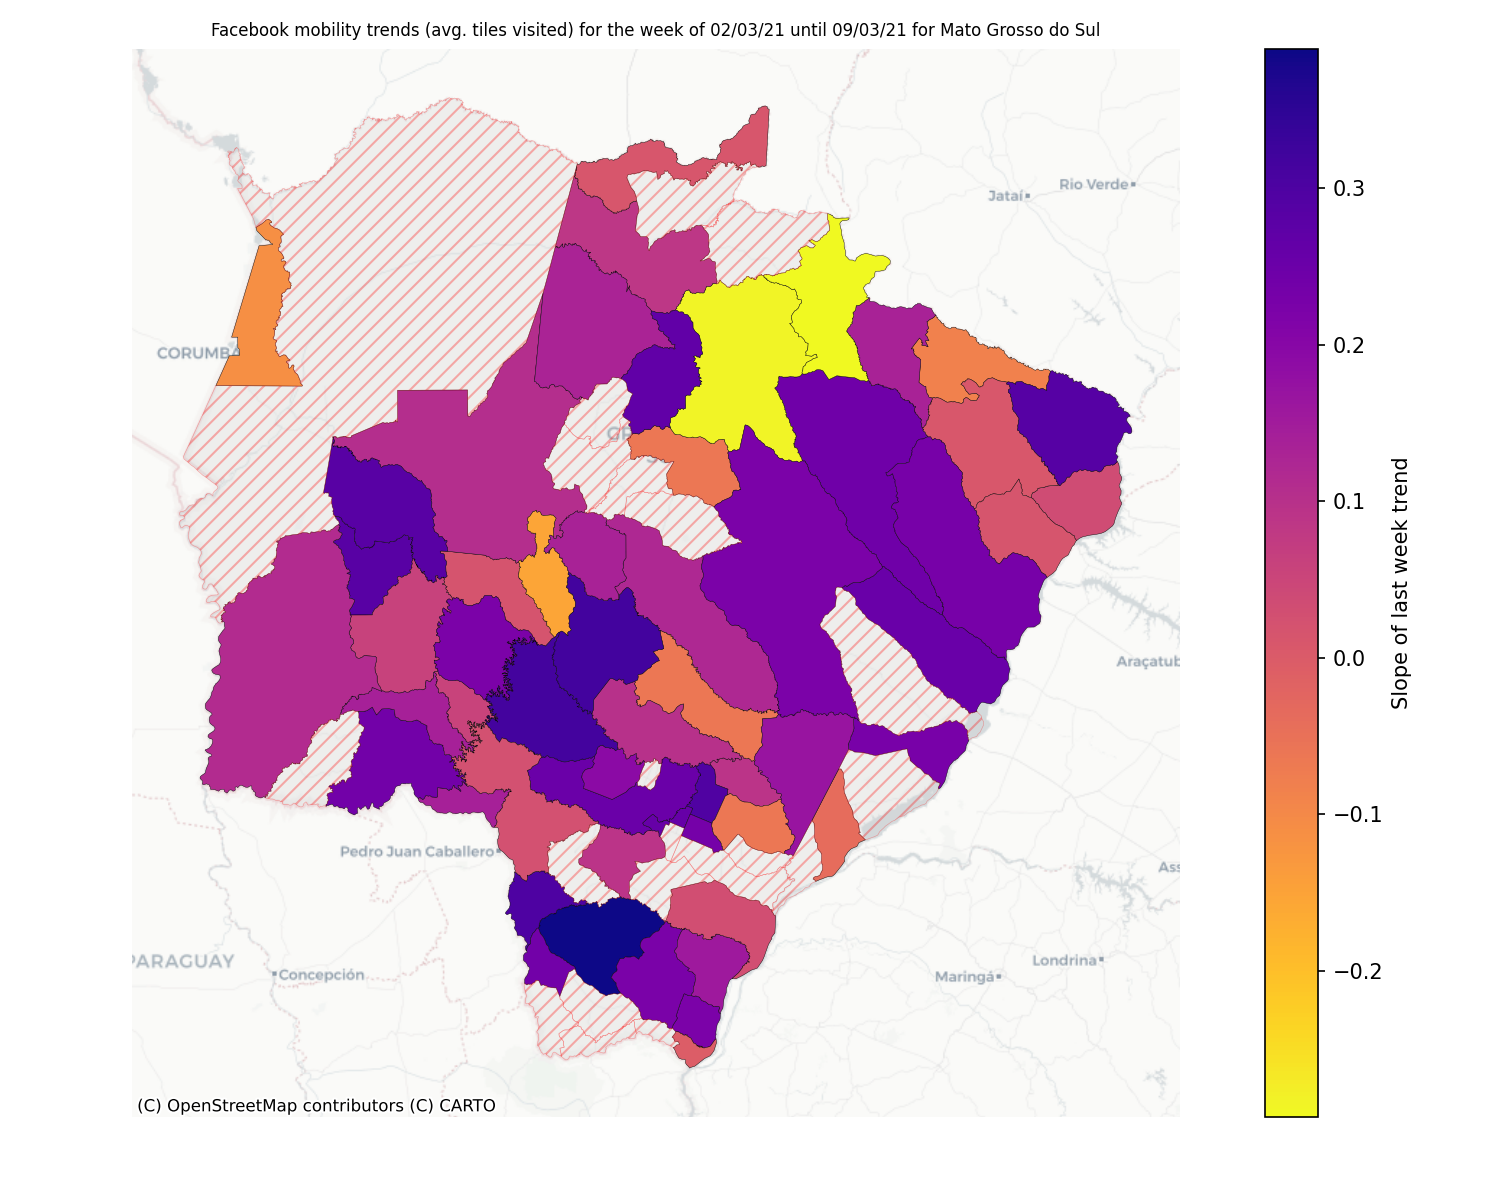 Facebook mobility trends (avg. tiles visited) for the week of 02/03/21 until 09/03/21 for Mato Grosso do Sul
Jataí
Rio Verde
CORUMBÁ
Araçatub
Pedro Juan Caballero
Ass
PARAGUAY
Concepción
Londrina
Maringá
(C) OpenStreetMap contributors (C) CARTO
0.3
0.2
0.1
0.0
−0.1
−0.2
Slope of last week trend